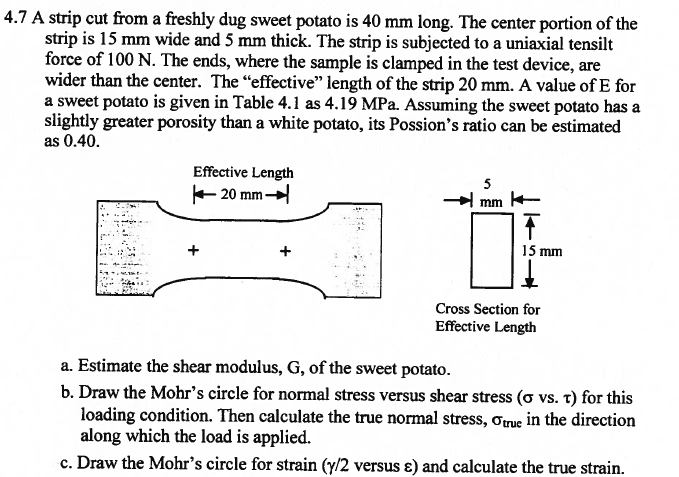 4.7 A strip cut from a freshly dug sweet potato is 40 mm long. The center portion of the
strip is 15 mm wide and 5 mm thick. The strip is subjected to a uniaxial tensilt
force of 100 N. The ends, where the sample is clamped in the test device, are
wider than the center. The “effective” length of the strip 20 mm. A value of E for
a sweet potato is given in Table 4.1 as 4.19 MPa. Assuming the sweet potato has a
slightly greater porosity than a white potato, its Possion’s ratio can be estimated
as 0.40.
Effective Length
20 mm
5
mm
+ +
15 mm
Cross Section for
Effective Length
a. Estimate the shear modulus, G, of the sweet potato.
b. Draw the Mohr’s circle for normal stress versus shear stress (σ vs. τ) for this
loading condition. Then calculate the true normal stress, σtrue in the direction
along which the load is applied.
c. Draw the Mohr’s circle for strain (γ/2 versus ε) and calculate the true strain.